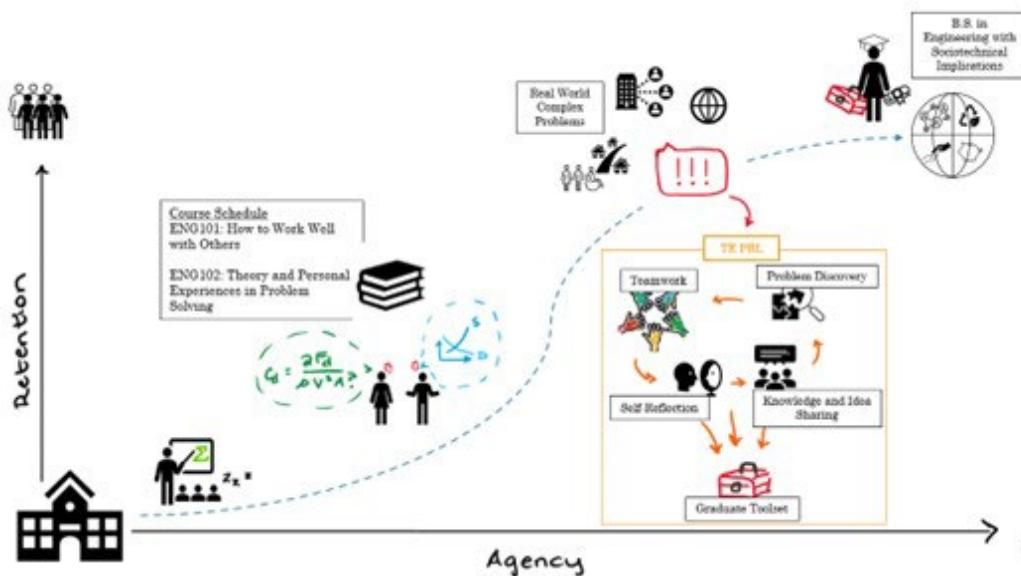 B.S. in
Engineering with
Sociotechnical
Implications
Real World
Complex
Problems
!!!
Course Schedule
ENG101: How to Work Well
with Others
ENG102: Theory and Personal
Experiences in Problem
Solving
TE PBL
Teamwork
Problem Discovery
Self Reflection
Knowledge and Idea
Sharing
Graduate Toolset
Σ
Retention
Agency